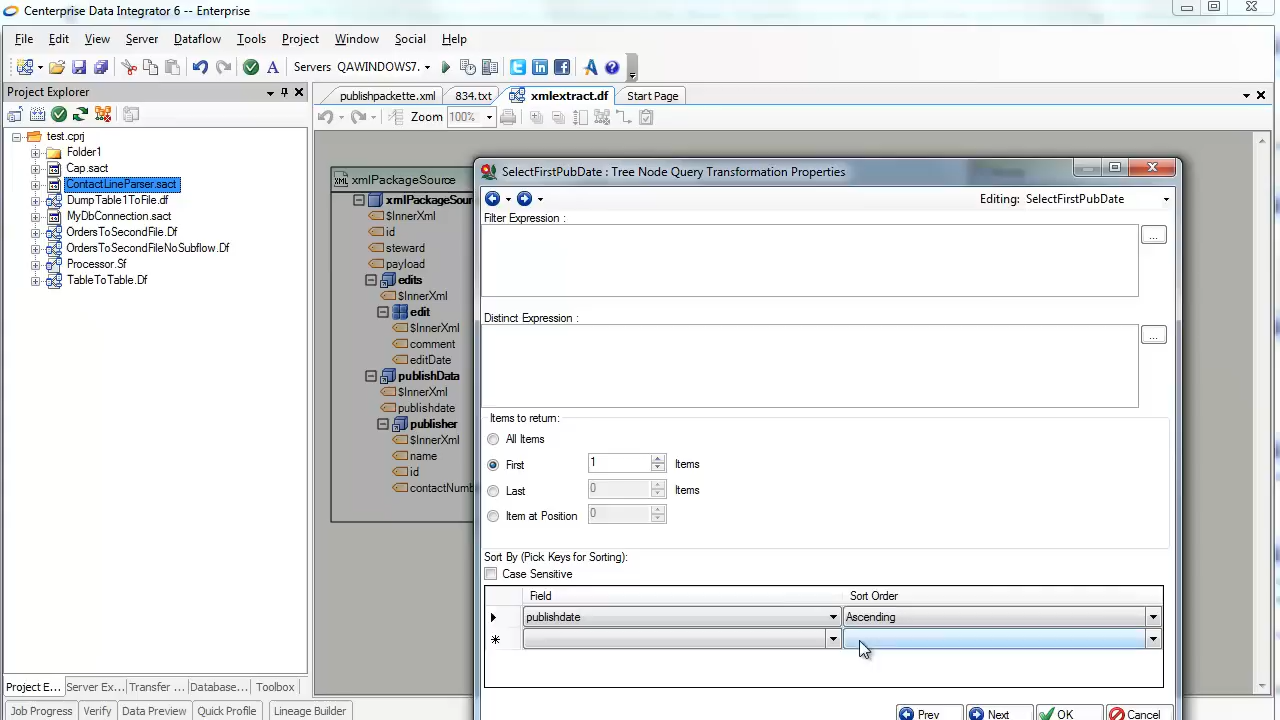 Centerprise Data Integrator 6 -- Enterprise
File Edit View Server Dataflow Tools Project Window Social Help
Servers QAWINDOWS7.
Project Explorer
publishpackette.xml 834.txt xmlextract.df Start Page
Zoom 100%
test.cprj
Folder1
Cap.sact
ContactLineParser.sact
DumpTable1ToFile.df
MyDbConnection.sact
OrdersToSecondFile.Df
OrdersToSecondFileNoSubflow.Df
Processor.Sf
TableToTable.Df
xmlPackageSource
xmlPackageSour
$InnerXml
id
steward
payload
edits
$InnerXml
edit
$InnerXml
comment
editDate
publishData
$InnerXml
publishdate
publisher
$InnerXml
name
id
contactNumb
SelectFirstPubDate : Tree Node Query Transformation Properties
Editing: SelectFirstPubDate
Filter Expression :
...
Distinct Expression :
...
Items to return:
All Items
First 1 Items
Last 0 Items
Item at Position 0
Sort By (Pick Keys for Sorting):
Case Sensitive
Field Sort Order
publishdate Ascending
Prev Next OK Cancel
Project E... Server Ex... Transfer ... Database... Toolbox
Job Progress Verify Data Preview Quick Profile Lineage Builder